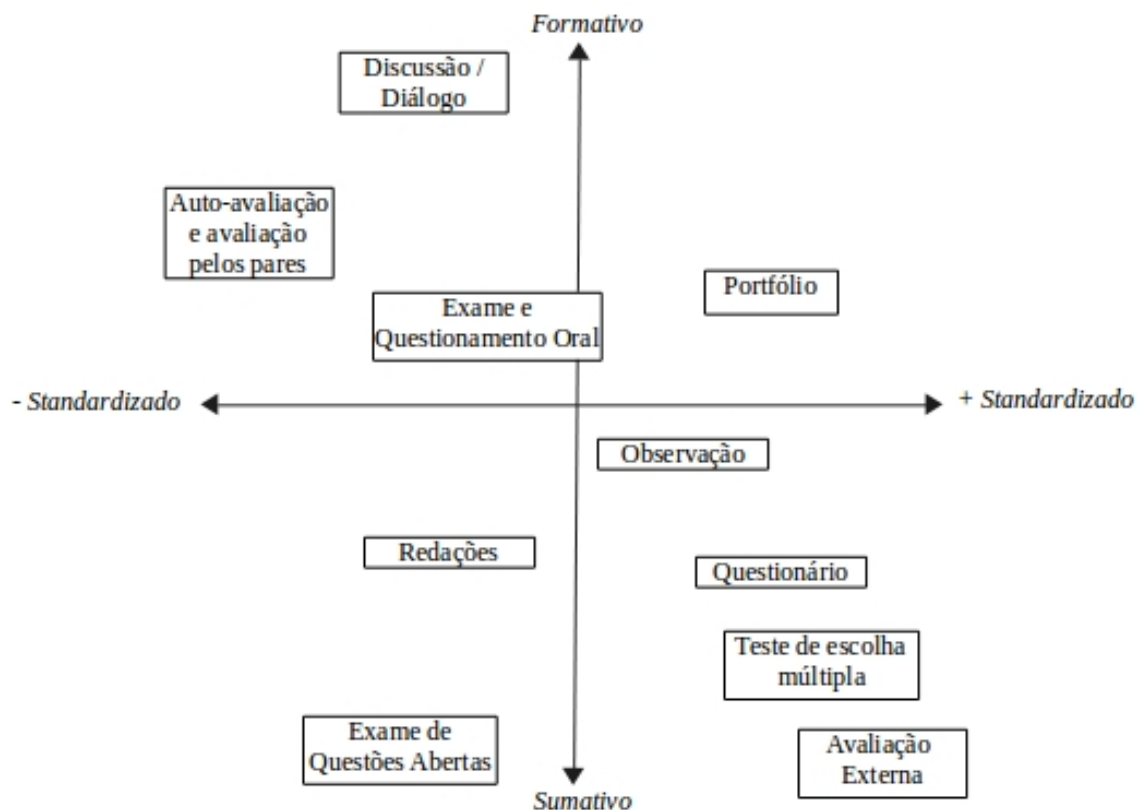 Formativo
Discussão /
Diálogo
Auto-avaliação
e avaliação
pelos pares
Portfólio
Exame e
Questionamento Oral
- Standardizado
+ Standardizado
Observação
Redações
Questionário
Teste de escolha
múltipla
Exame de
Questões Abertas
Avaliação
Externa
Sumativo